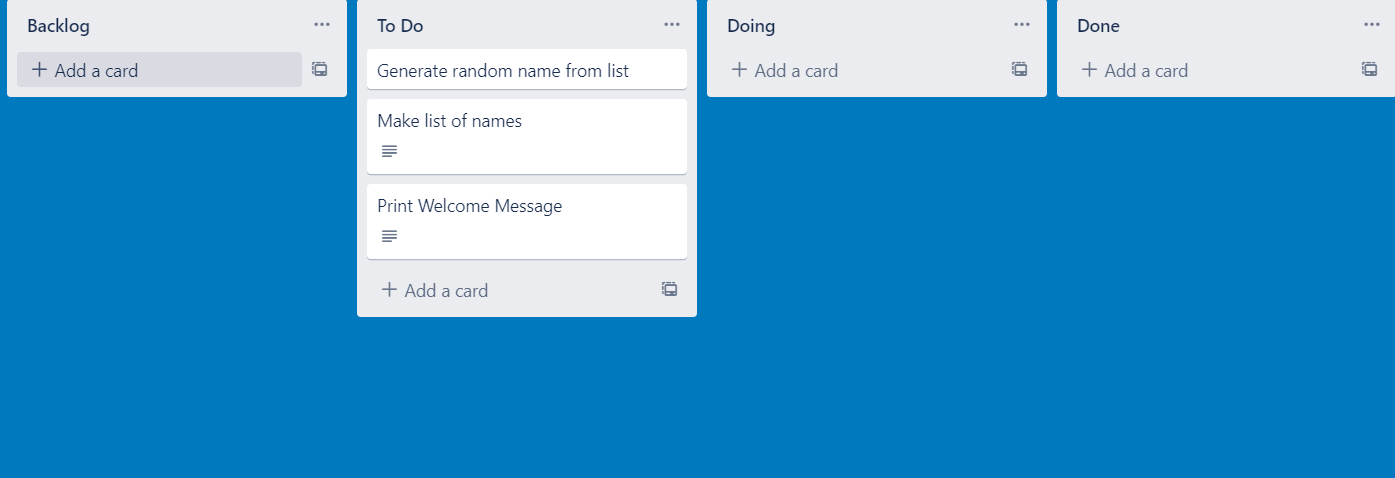 Backlog
+ Add a card
To Do
Generate random name from list
Make list of names
Print Welcome Message
+ Add a card
Doing
+ Add a card
Done
+ Add a card